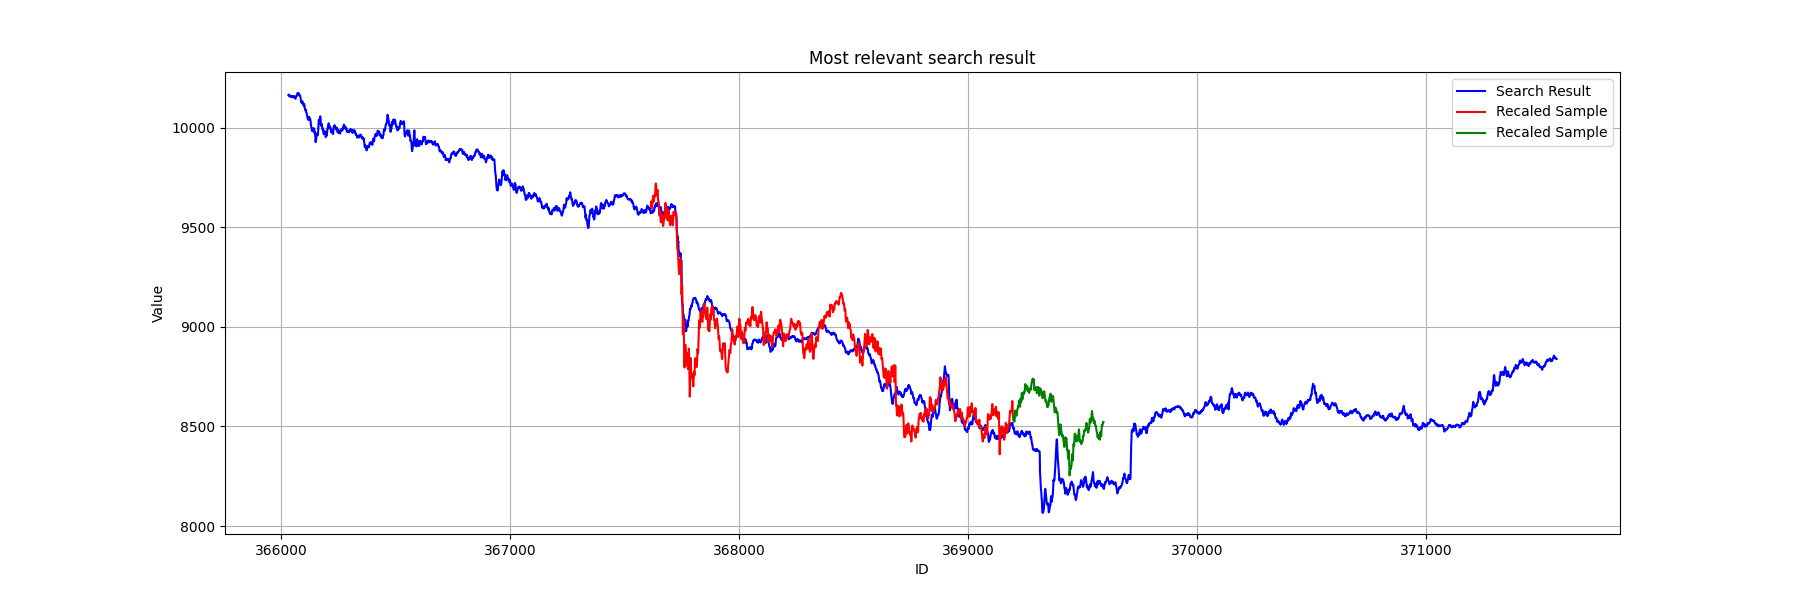 Most relevant search result
Search Result
Recaled Sample
Recaled Sample
10000
9500
9000
8500
8000
Value
366000 367000 368000 369000 370000 371000
ID